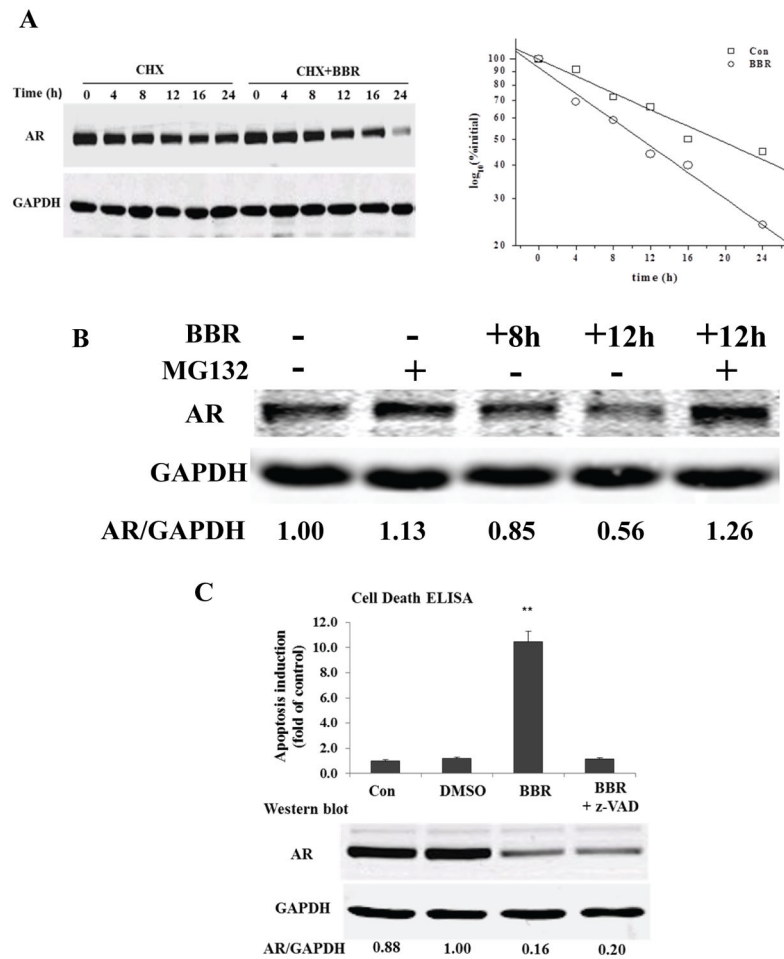 A
CHX CHX+BBR
Time (h) 0 4 8 12 16 24 0 4 8 12 16 24
AR
GAPDH
log10(%initial)
100
90
80
70
60
50
40
30
20
0 4 8 12 16 20 24
time (h)
Con
BBR
B
BBR - - +8h +12h +12h
MG132 - + - - +
AR
GAPDH
AR/GAPDH 1.00 1.13 0.85 0.56 1.26
C
Cell Death ELISA
Apoptosis induction
(fold of control)
12.0
10.0
8.0
6.0
4.0
2.0
0.0
**
Con DMSO BBR BBR
+ z-VAD
Western blot
AR
GAPDH
AR/GAPDH 0.88 1.00 0.16 0.20